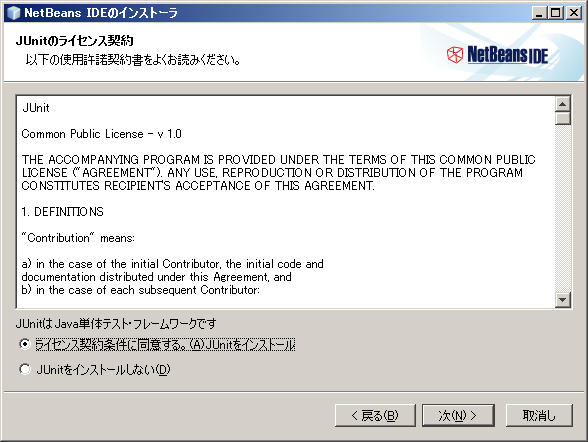 NetBeans IDEのインストーラ
JUnitのライセンス契約
以下の使用許諾契約書をよくお読みください。
NetBeans IDE
JUnit
Common Public License - v 1.0
THE ACCOMPANYING PROGRAM IS PROVIDED UNDER THE TERMS OF THIS COMMON PUBLIC
LICENSE ("AGREEMENT"). ANY USE, REPRODUCTION OR DISTRIBUTION OF THE PROGRAM
CONSTITUTES RECIPIENT'S ACCEPTANCE OF THIS AGREEMENT.
1. DEFINITIONS
"Contribution" means:
a) in the case of the initial Contributor, the initial code and
documentation distributed under this Agreement, and
b) in the case of each subsequent Contributor:
JUnitはJava単体テスト・フレームワークです
ライセンス契約条件に同意する。(A)JUnitをインストール
JUnitをインストールしない(D)
< 戻る(B)
次(N) >
取消し